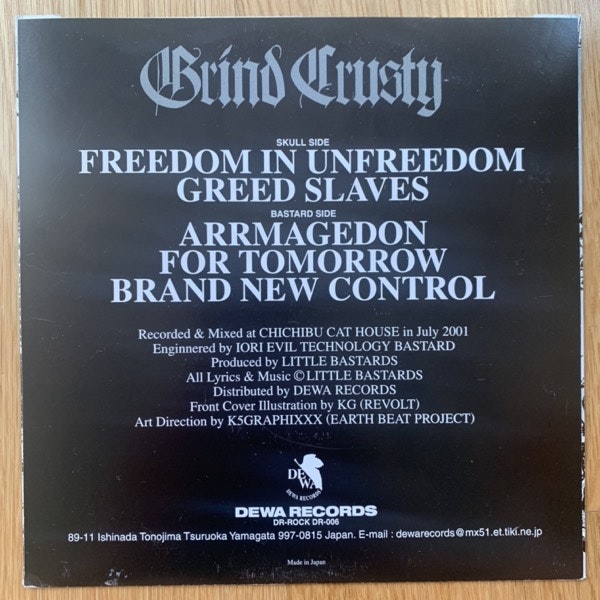 Grind Crusty
SKULL SIDE
FREEDOM IN UNFREEDOM
GREED SLAVES
BASTARD SIDE
ARRMAGEDON
FOR TOMORROW
BRAND NEW CONTROL
Recorded & Mixed at CHICHIBU CAT HOUSE in July 2001
Enginnered by IORI EVIL TECHNOLOGY BASTARD
Produced by LITTLE BASTARDS
All Lyrics & Music © LITTLE BASTARDS
Distributed by DEWA RECORDS
Front Cover Illustration by KG (REVOLT)
Art Direction by K5GRAPHIXXX (EARTH BEAT PROJECT)
DEWA
DEWA RECORDS
DEWA RECORDS
DR-ROCK DR-006
89-11 Ishinada Tonojima Tsuruoka Yamagata 997-0815 Japan. E-mail : dewarecords@mx51.et.tiki.ne.jp
Made in Japan